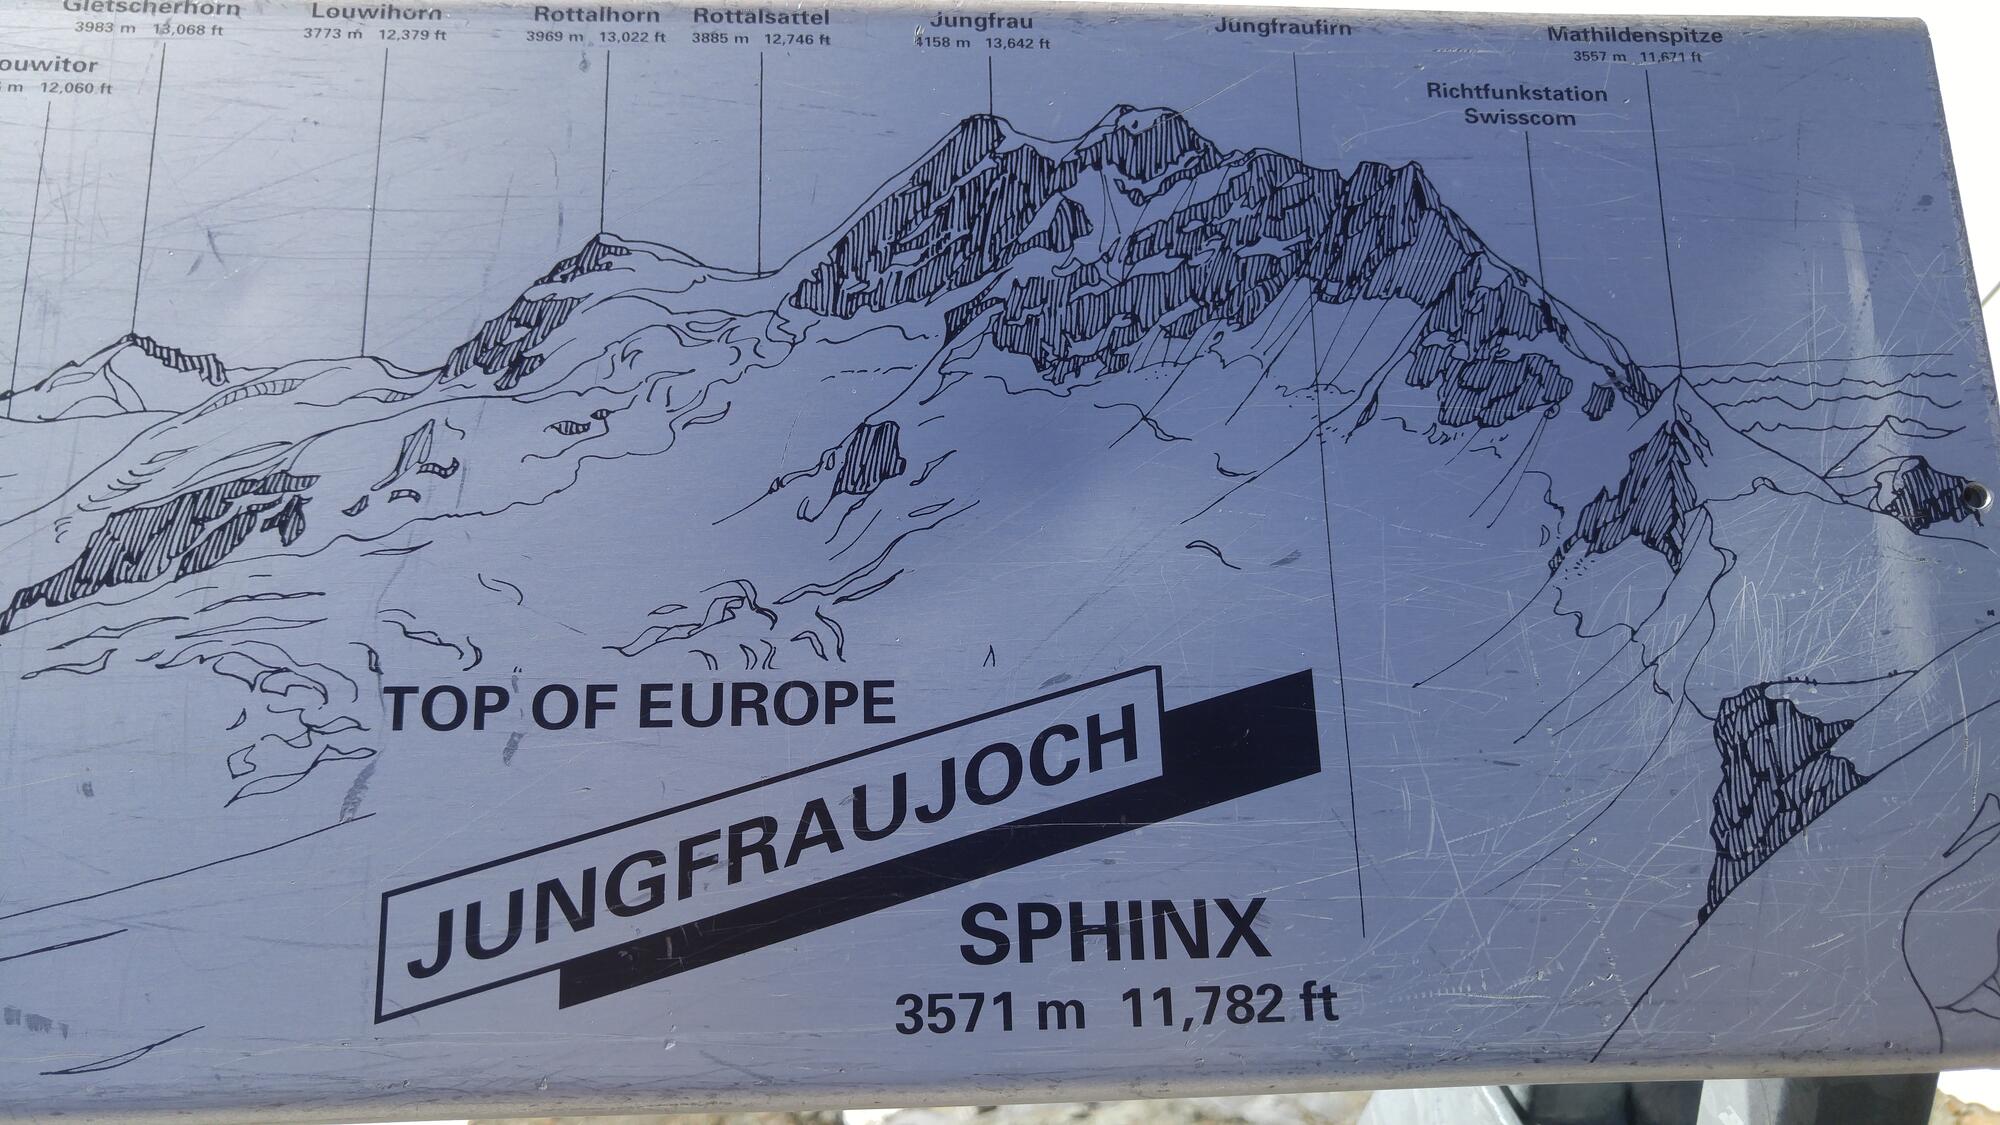 Gletscherhorn
3983 m 13,068 ft
Louwihorn
3773 m 12,379 ft
Rottalhorn
3969 m 13,022 ft
Rottalsattel
3885 m 12,746 ft
Jungfrau
4158 m 13,642 ft
Jungfraufirn
Mathildenspitze
3557 m 11,671 ft
ouwitor
m 12,060 ft
Richtfunkstation
Swisscom
TOP OF EUROPE
JUNGFRAUJOCH
SPHINX
3571 m 11,782 ft